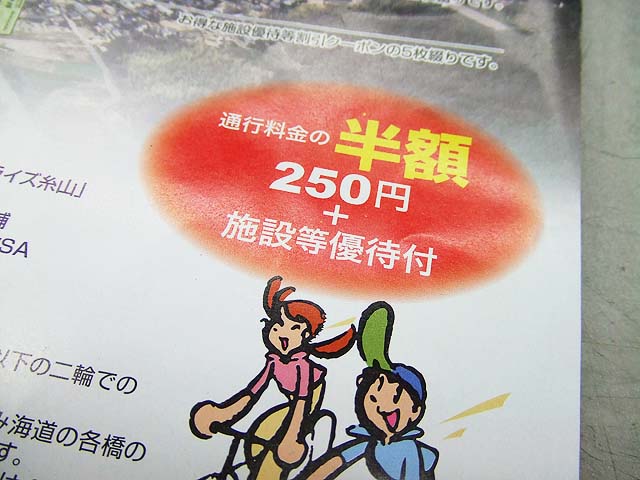 お得な施設優待等割引クーポンの5枚綴りです。
通行料金の半額
250円
+
施設等優待付
イズ糸山」
SA
以下の二輪での
海道の各橋の
す。